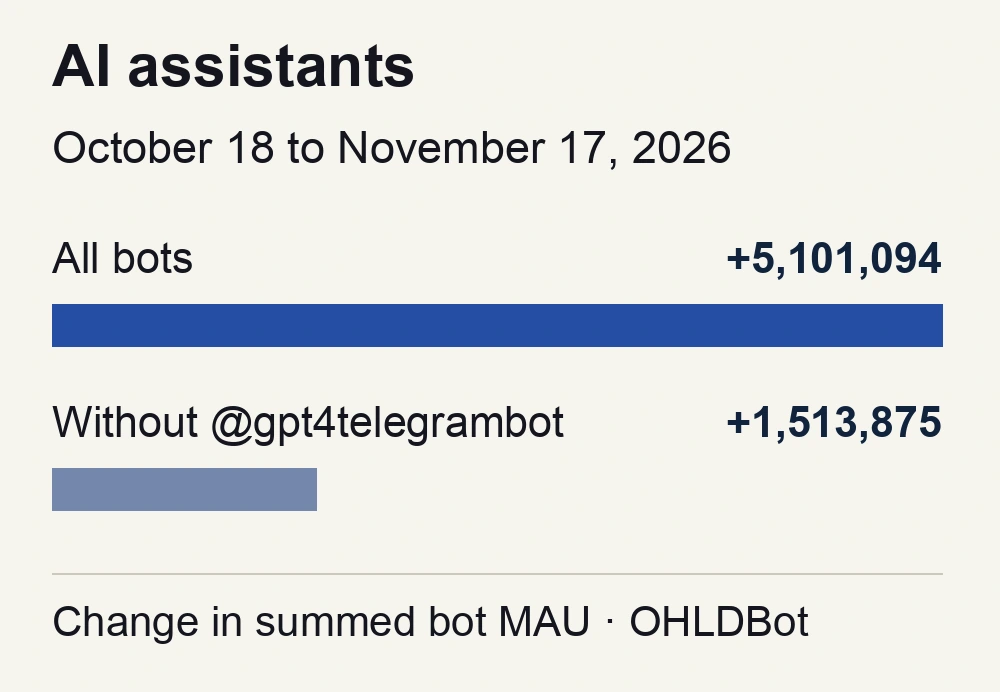 AI assistants
October 18 to November 17, 2026
All bots +5,101,094
Without @gpt4telegrambot +1,513,875
Change in summed bot MAU · OHLDBot